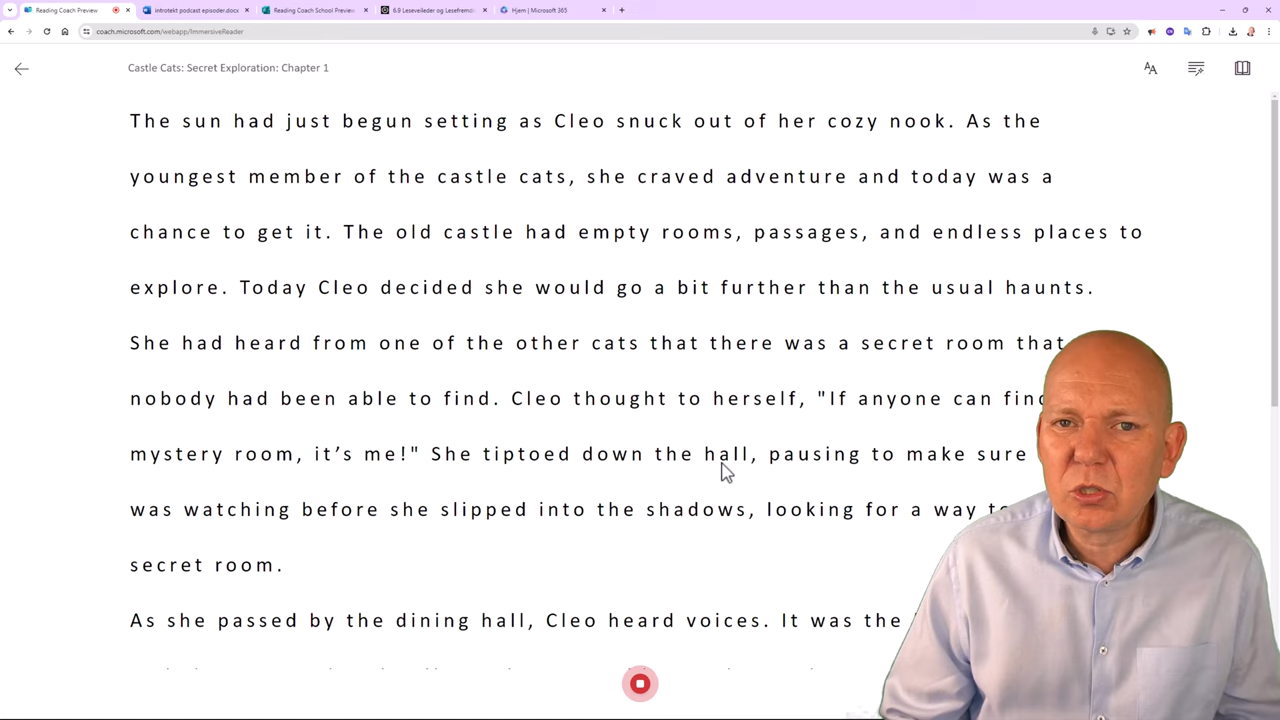 Reading Coach Preview
introtekt podcast episoder.docx
Reading Coach School Preview
6.9 Leseveileder og Lesefremd
Hjem | Microsoft 365
coach.microsoft.com/webapp/ImmersiveReader
Castle Cats: Secret Exploration: Chapter 1
The sun had just begun setting as Cleo snuck out of her cozy nook. As the
youngest member of the castle cats, she craved adventure and today was a
chance to get it. The old castle had empty rooms, passages, and endless places to
explore. Today Cleo decided she would go a bit further than the usual haunts.
She had heard from one of the other cats that there was a secret room that
nobody had been able to find. Cleo thought to herself, "If anyone can find
mystery room, it’s me!" She tiptoed down the hall, pausing to make sure
was watching before she slipped into the shadows, looking for a way to
secret room.
As she passed by the dining hall, Cleo heard voices. It was the